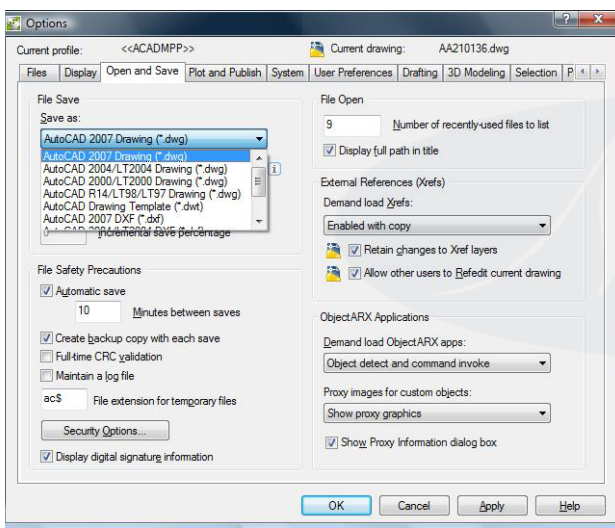 Options
Current profile: <<ACADMPP>> Current drawing: AA210136.dwg
Files Display Open and Save Plot and Publish System User Preferences Drafting 3D Modeling Selection P
File Save
Save as:
AutoCAD 2007 Drawing (*.dwg)
AutoCAD 2007 Drawing (*.dwg)
AutoCAD 2004/LT2004 Drawing (*.dwg)
AutoCAD 2000/LT2000 Drawing (*.dwg)
AutoCAD R14/LT98/LT97 Drawing (*.dwg)
AutoCAD Drawing Template (*.dwt)
AutoCAD 2007 DXF (*.dxf)
Incremental save percentage
File Safety Precautions
Automatic save
10 Minutes between saves
Create backup copy with each save
Full-time CRC validation
Maintain a log file
ac$ File extension for temporary files
Security Options...
Display digital signature information
File Open
9 Number of recently-used files to list
Display full path in title
External References (Xrefs)
Demand load Xrefs:
Enabled with copy
Retain changes to Xref layers
Allow other users to Refedit current drawing
ObjectARX Applications
Demand load ObjectARX apps:
Object detect and command invoke
Proxy images for custom objects:
Show proxy graphics
Show Proxy Information dialog box
OK Cancel Apply Help